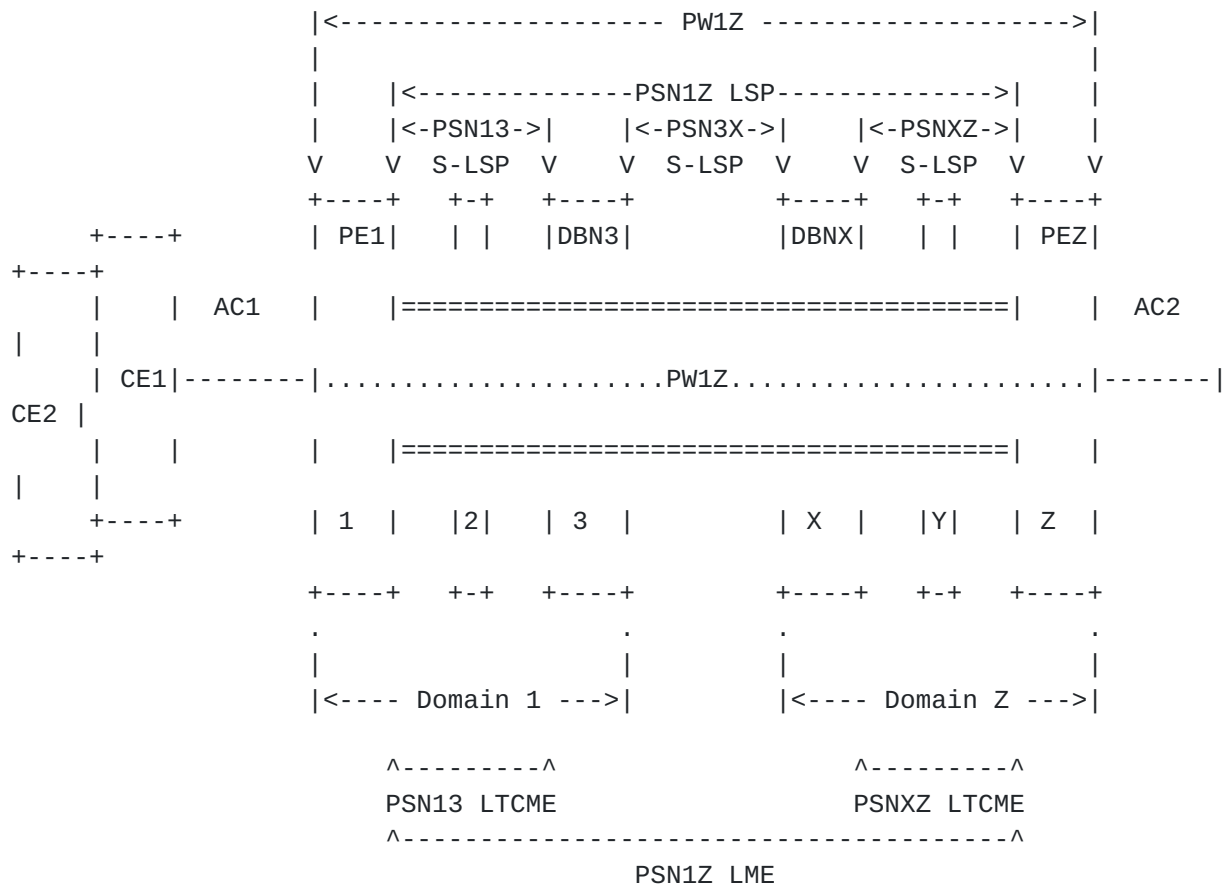 |<--------------------- PW1Z -------------------->|
|                                                 |
|    |<--------------PSN1Z LSP-------------->|    |
|    |<-PSN13->|    |<-PSN3X->|    |<-PSNXZ->|    |
V    V  S-LSP  V    V  S-LSP  V    V  S-LSP  V    V
+----+   +-+   +----+         +----+   +-+   +----+
+----+        | PE1|   | |   |DBN3|         |DBNX|   | |   | PEZ|
+----+
|    |  AC1   |    |=======================================|    |  AC2
|    |
| CE1|--------|......................PW1Z.......................|-------|
CE2 |
|    |        |    |=======================================|    |
|    |
+----+        | 1  |   |2|   | 3  |         | X  |   |Y|   | Z  |
+----+
+----+   +-+   +----+         +----+   +-+   +----+
.                   .         .                   .
|                   |         |                   |
|<---- Domain 1 --->|         |<---- Domain Z --->|
^---------^                   ^---------^
PSN13 LTCME                   PSNXZ LTCME
^---------------------------------------^
PSN1Z LME